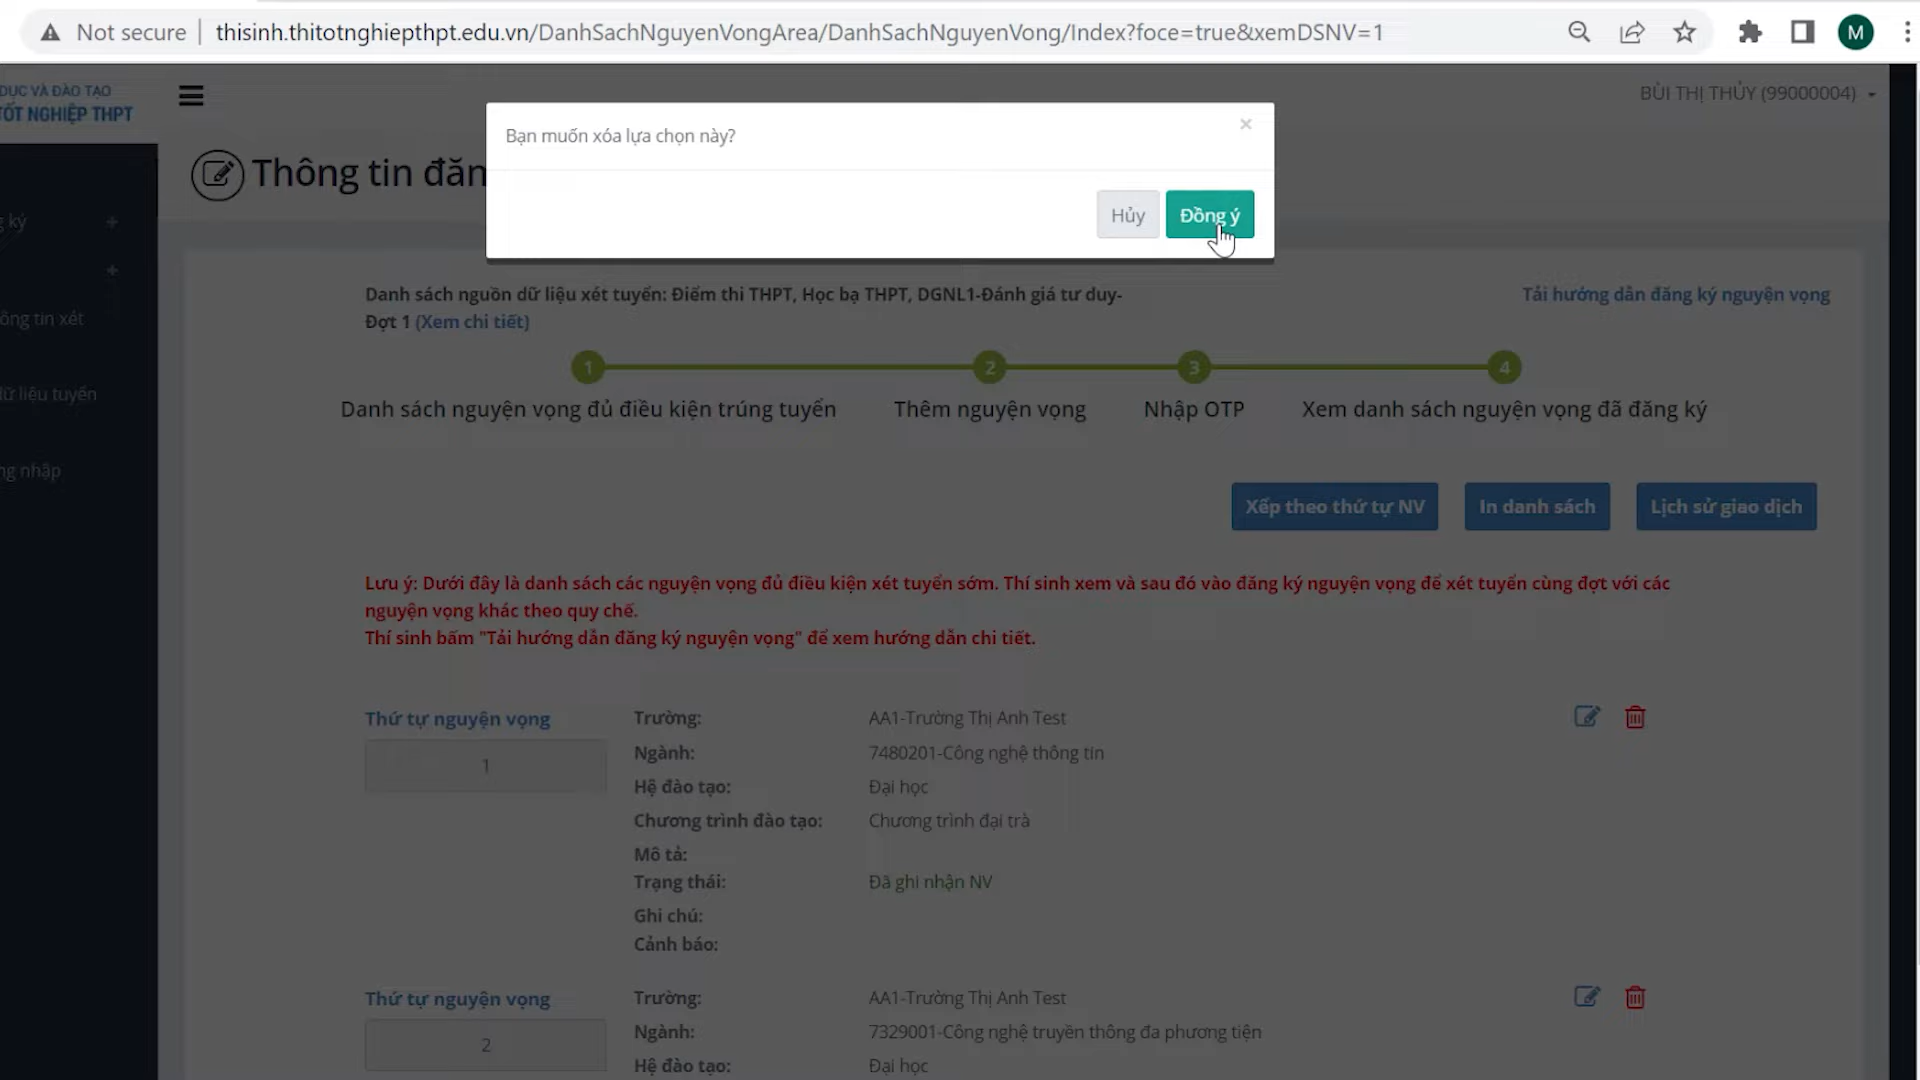 Not secure
thisinh.thitotnghiepthpt.edu.vn/DanhSachNguyenVongArea/DanhSachNguyenVong/Index?foce=true&xemDSNV=1
M
DỤC VÀ ĐÀO TẠO
TỐT NGHIỆP THPT
BÙI THỊ THỦY (99000004)
Bạn muốn xóa lựa chọn này?
×
Hủy
Đồng ý
Thông tin đăn
g ký +
+
ông tin xét
dữ liệu tuyển
ng nhập
Danh sách nguồn dữ liệu xét tuyển: Điểm thi THPT, Học bạ THPT, DGNL1-Đánh giá tư duy-
Đợt 1 (Xem chi tiết)
Tải hướng dẫn đăng ký nguyện vọng
1
2
3
4
Danh sách nguyện vọng đủ điều kiện trúng tuyển
Thêm nguyện vọng
Nhập OTP
Xem danh sách nguyện vọng đã đăng ký
Xếp theo thứ tự NV
In danh sách
Lịch sử giao dịch
Lưu ý: Dưới đây là danh sách các nguyện vọng đủ điều kiện xét tuyển sớm. Thí sinh xem và sau đó vào đăng ký nguyện vọng để xét tuyển cùng đợt với các
nguyện vọng khác theo quy chế.
Thí sinh bấm "Tải hướng dẫn đăng ký nguyện vọng" để xem hướng dẫn chi tiết.
Thứ tự nguyện vọng
1
Trường: AA1-Trường Thị Anh Test
Ngành: 7480201-Công nghệ thông tin
Hệ đào tạo: Đại học
Chương trình đào tạo: Chương trình đại trà
Mô tả:
Trạng thái: Đã ghi nhận NV
Ghi chú:
Cảnh báo:
Thứ tự nguyện vọng
2
Trường: AA1-Trường Thị Anh Test
Ngành: 7329001-Công nghệ truyền thông đa phương tiện
Hệ đào tạo: Đại học